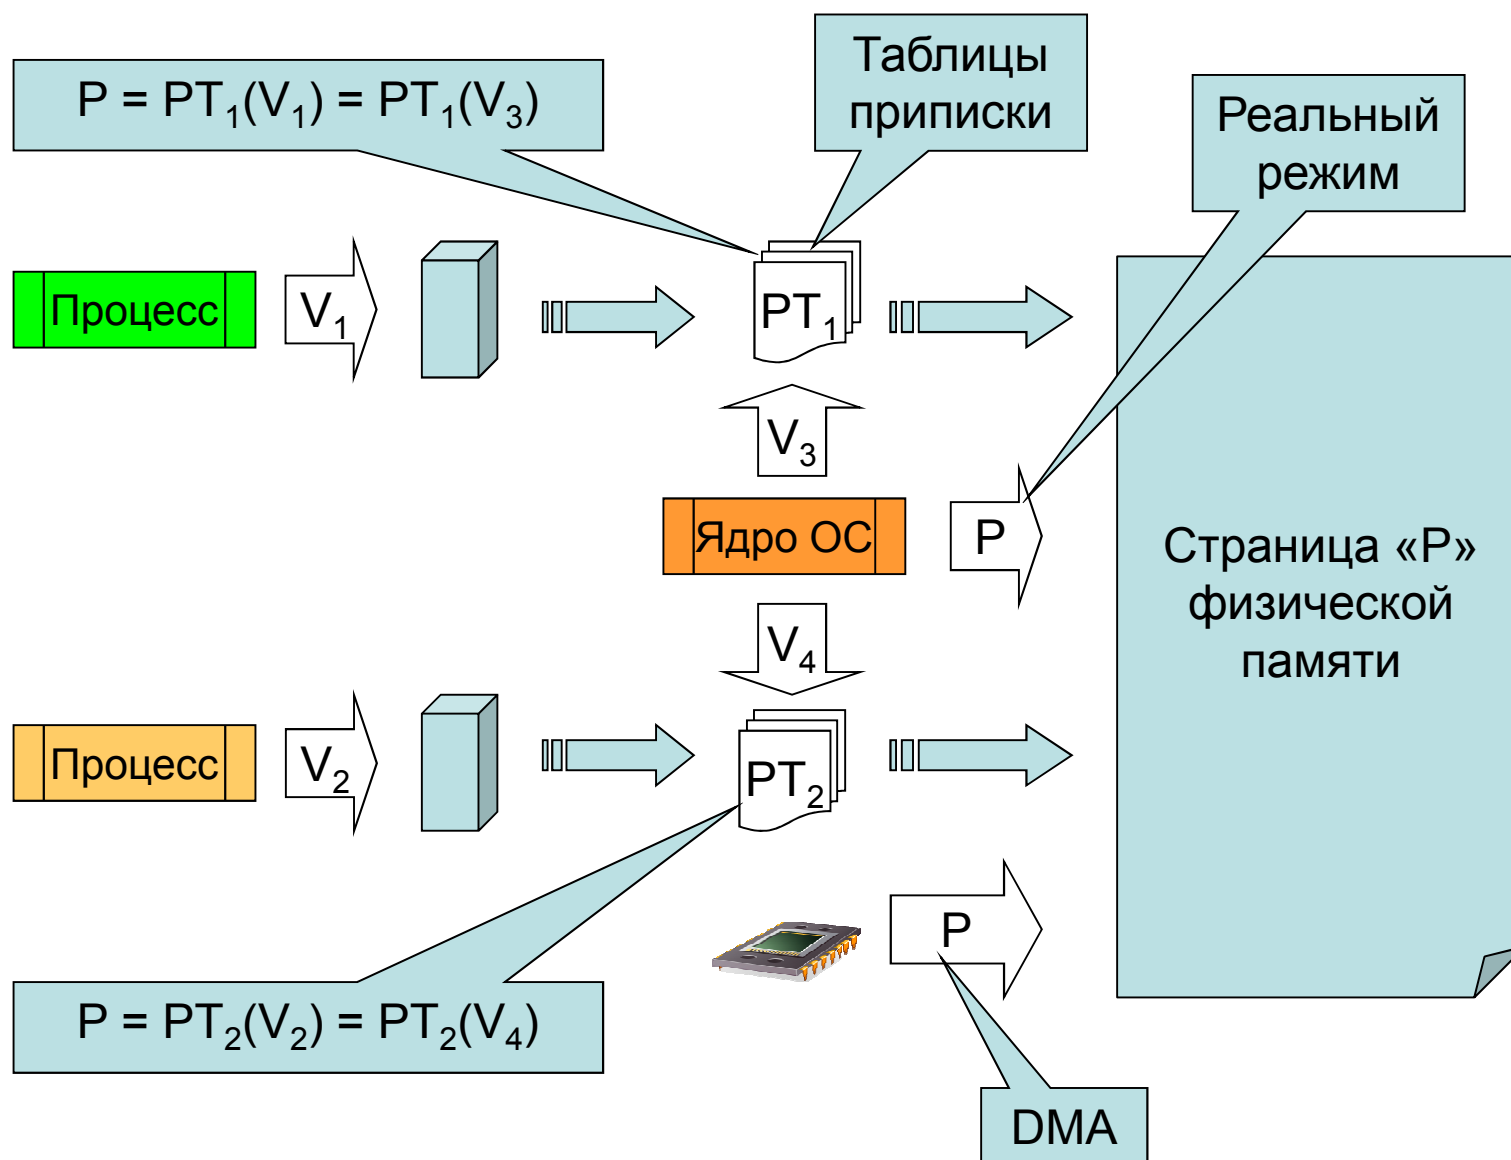 P = PT₁(V₁) = PT₁(V₃)
Таблицы
приписки
Реальный
режим
Процесс
V₁
PT₁
V₃
Ядро ОС
P
Страница «P»
физической
памяти
V₄
Процесс
V₂
PT₂
P
P = PT₂(V₂) = PT₂(V₄)
DMA